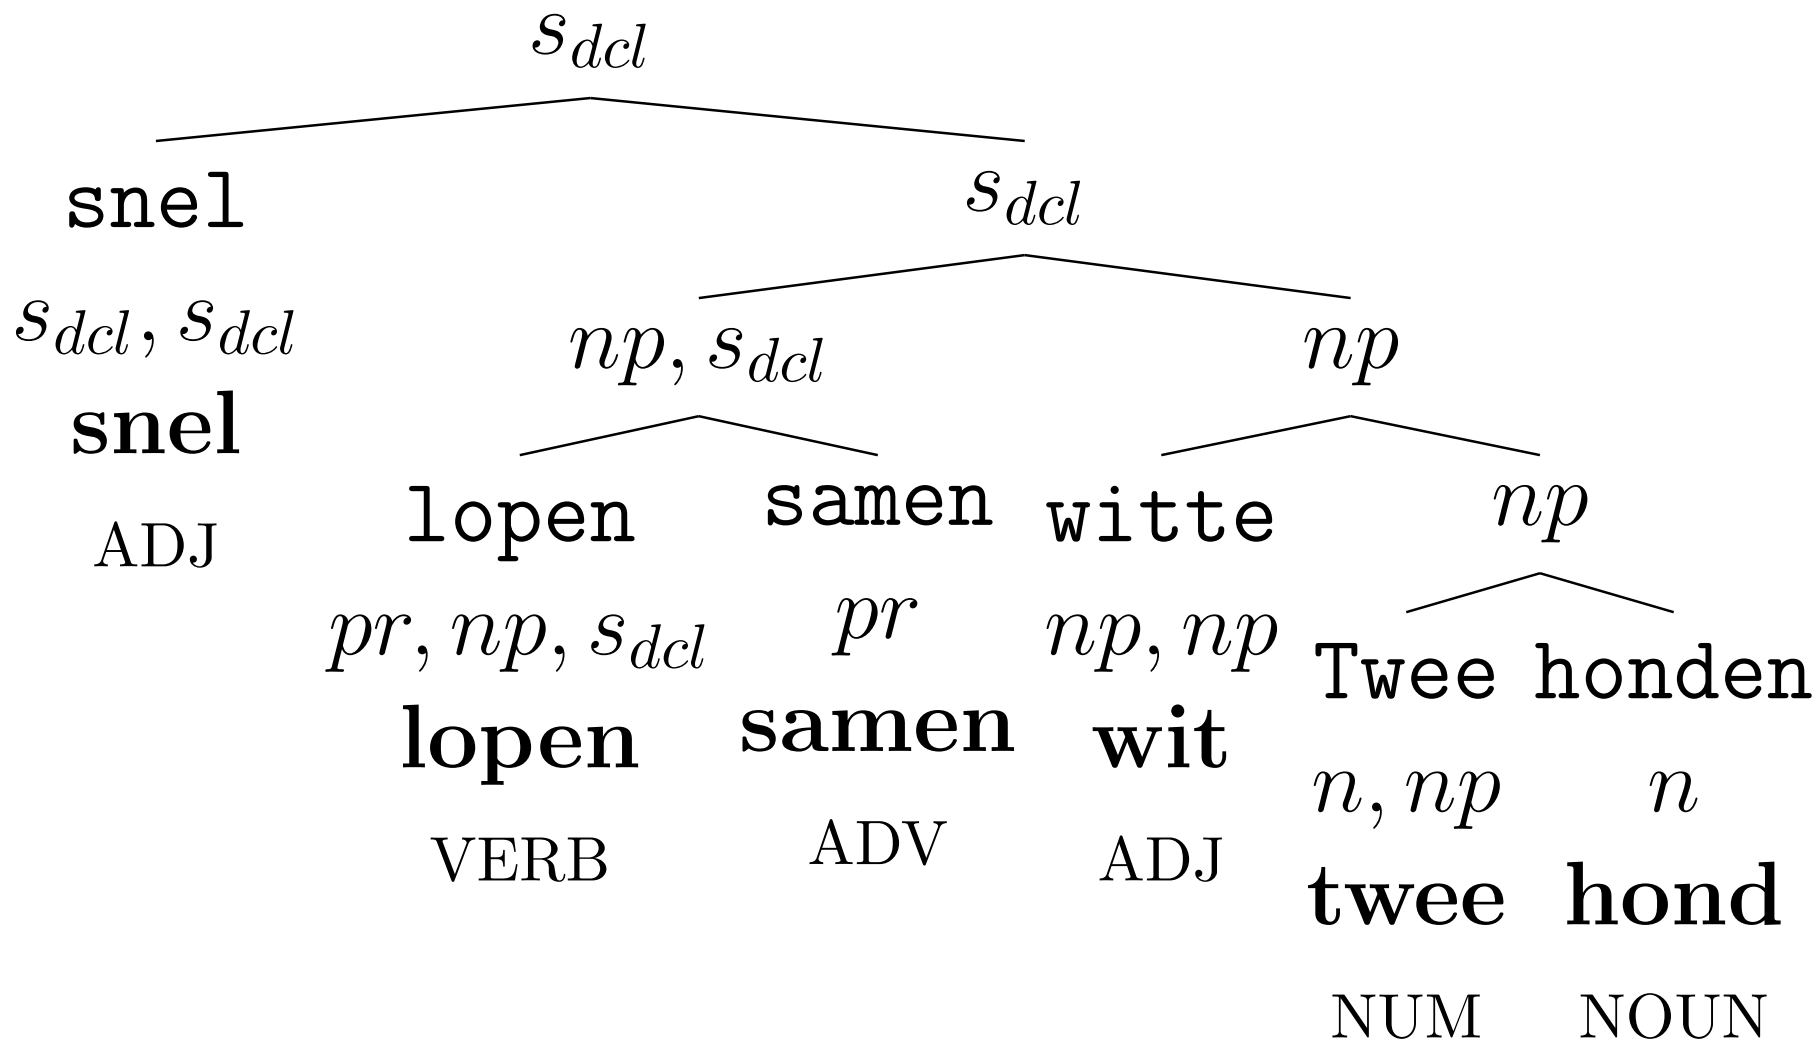 s_dcl
snel
s_dcl, s_dcl
snel
ADJ
s_dcl
np, s_dcl
lopen
pr, np, s_dcl
lopen
VERB
samen
pr
samen
ADV
np
witte
np, np
wit
ADJ
np
Twee
n, np
twee
NUM
honden
n
hond
NOUN